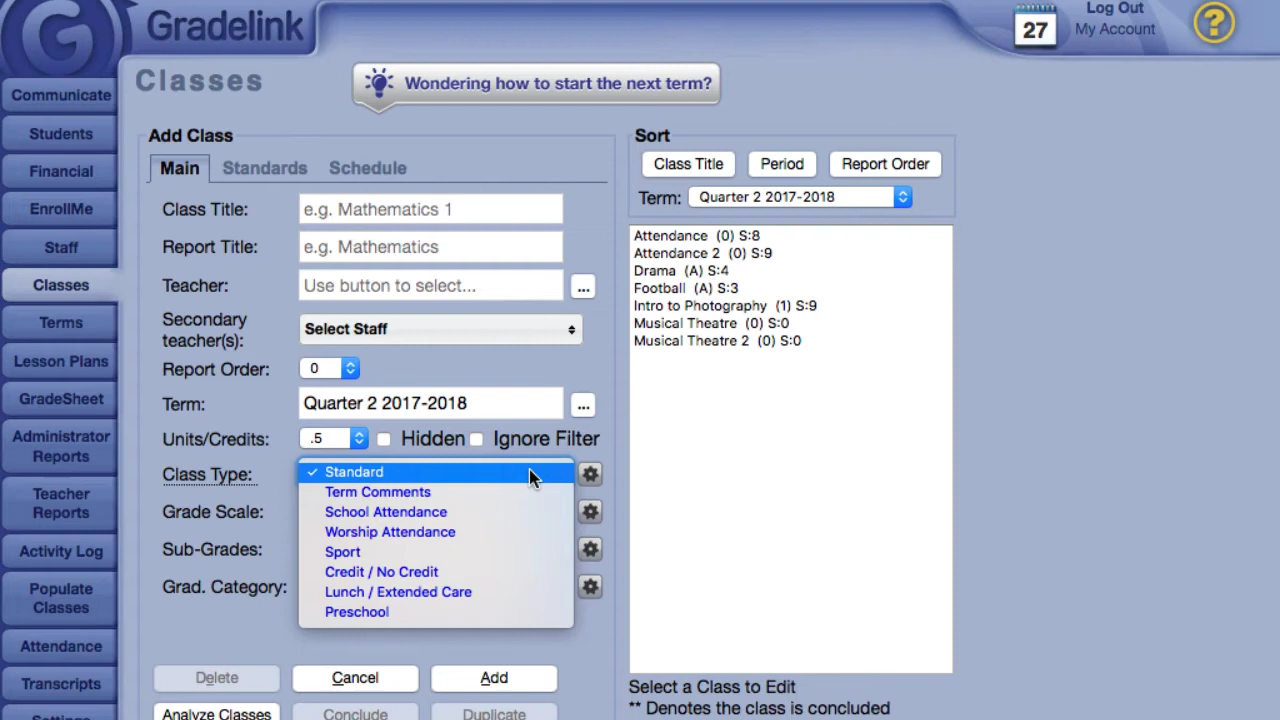 G Gradelink
Log Out
27
My Account
?
Classes
Wondering how to start the next term?
Communicate
Students
Financial
EnrollMe
Staff
Classes
Terms
Lesson Plans
GradeSheet
Administrator
Reports
Teacher
Reports
Activity Log
Populate
Classes
Attendance
Transcripts
Settings
Add Class
Main Standards Schedule
Class Title: e.g. Mathematics 1
Report Title: e.g. Mathematics
Teacher: Use button to select... ...
Secondary
teacher(s): Select Staff
Report Order: 0
Term: Quarter 2 2017-2018 ...
Units/Credits: .5 Hidden Ignore Filter
Class Type: ✓ Standard
Term Comments
Grade Scale: School Attendance
Worship Attendance
Sub-Grades: Sport
Credit / No Credit
Grad. Category: Lunch / Extended Care
Preschool
Delete Cancel Add
Analyze Classes Conclude Duplicate
Sort
Class Title Period Report Order
Term: Quarter 2 2017-2018
Attendance (0) S:8
Attendance 2 (0) S:9
Drama (A) S:4
Football (A) S:3
Intro to Photography (1) S:9
Musical Theatre (0) S:0
Musical Theatre 2 (0) S:0
Select a Class to Edit
** Denotes the class is concluded